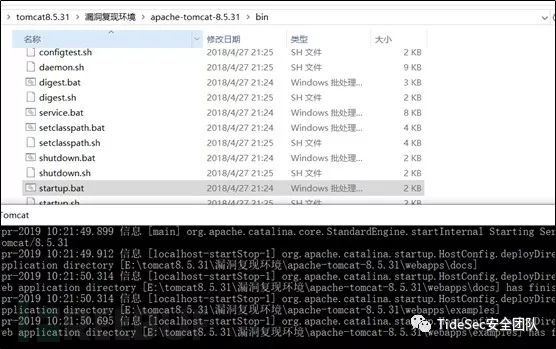 tomcat8.5.31 > 漏洞复现环境 > apache-tomcat-8.5.31 > bin
名称 修改日期 类型 大小
configtest.sh 2018/4/27 21:25 SH 文件 2 KB
daemon.sh 2018/4/27 21:25 SH 文件 9 KB
digest.bat 2018/4/27 21:24 Windows 批处理... 3 KB
digest.sh 2018/4/27 21:25 SH 文件 2 KB
service.bat 2018/4/27 21:24 Windows 批处理... 8 KB
setclasspath.bat 2018/4/27 21:24 Windows 批处理... 4 KB
setclasspath.sh 2018/4/27 21:25 SH 文件 4 KB
shutdown.bat 2018/4/27 21:24 Windows 批处理... 2 KB
shutdown.sh 2018/4/27 21:25 SH 文件 2 KB
startup.bat 2018/4/27 21:24 Windows 批处理... 2 KB
startup.sh 2018/4/27 21:25 SH 文件 2 KB
Tomcat
pr-2019 10:21:49.899 信息 [main] org.apache.catalina.core.StandardEngine.startInternal Starting Ser
omcat/8.5.31
pr-2019 10:21:49.912 信息 [localhost-startStop-1] org.apache.catalina.startup.HostConfig.deployDire
pplication directory [E:\tomcat8.5.31\漏洞复现环境\apache-tomcat-8.5.31\webapps\docs]
pr-2019 10:21:50.314 信息 [localhost-startStop-1] org.apache.catalina.startup.HostConfig.deployDire
eb application directory [E:\tomcat8.5.31\漏洞复现环境\apache-tomcat-8.5.31\webapps\docs] has finis
pr-2019 10:21:50.314 信息 [localhost-startStop-1] org.apache.catalina.startup.HostConfig.deployDire
pplication directory [E:\tomcat8.5.31\漏洞复现环境\apache-tomcat-8.5.31\webapps\examples]
pr-2019 10:21:50.695 信息 [localhost-startStop-1] org.apache.catalina.
eb application directory [E:\tomcat8.5.31\漏洞复现环境\apache-tomcat-8.5.31\webapps\examples] has f
TideSec安全团队